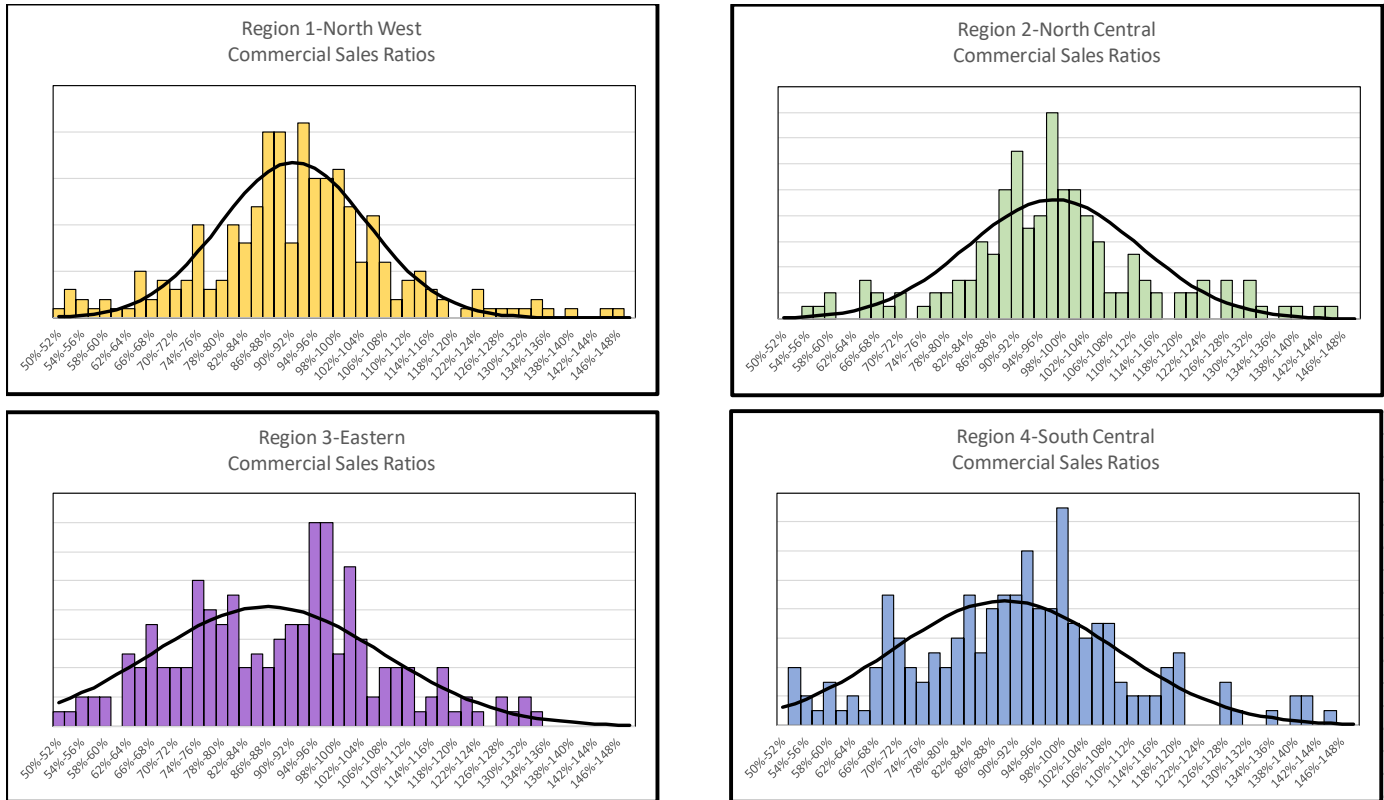 Region 1-North West
Commercial Sales Ratios
50%-52% 54%-56% 58%-60% 62%-64% 66%-68% 70%-72% 74%-76% 78%-80% 82%-84% 86%-88% 90%-92% 94%-96% 98%-100% 102%-104% 106%-108% 110%-112% 114%-116% 118%-120% 122%-124% 126%-128% 130%-132% 134%-136% 138%-140% 142%-144% 146%-148%
Region 2-North Central
Commercial Sales Ratios
50%-52% 54%-56% 58%-60% 62%-64% 66%-68% 70%-72% 74%-76% 78%-80% 82%-84% 86%-88% 90%-92% 94%-96% 98%-100% 102%-104% 106%-108% 110%-112% 114%-116% 118%-120% 122%-124% 126%-128% 130%-132% 134%-136% 138%-140% 142%-144% 146%-148%
Region 3-Eastern
Commercial Sales Ratios
50%-52% 54%-56% 58%-60% 62%-64% 66%-68% 70%-72% 74%-76% 78%-80% 82%-84% 86%-88% 90%-92% 94%-96% 98%-100% 102%-104% 106%-108% 110%-112% 114%-116% 118%-120% 122%-124% 126%-128% 130%-132% 134%-136% 138%-140% 142%-144% 146%-148%
Region 4-South Central
Commercial Sales Ratios
50%-52% 54%-56% 58%-60% 62%-64% 66%-68% 70%-72% 74%-76% 78%-80% 82%-84% 86%-88% 90%-92% 94%-96% 98%-100% 102%-104% 106%-108% 110%-112% 114%-116% 118%-120% 122%-124% 126%-128% 130%-132% 134%-136% 138%-140% 142%-144% 146%-148%